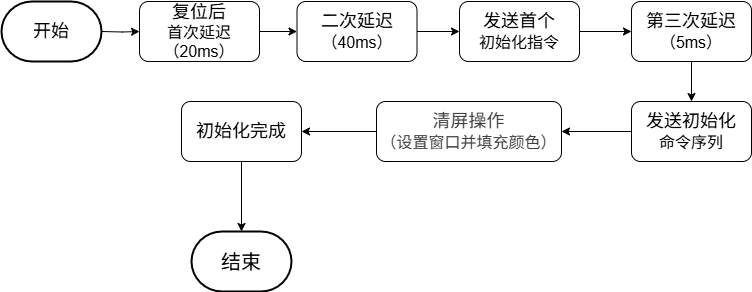 开始
复位后
首次延迟
（20ms）
二次延迟
（40ms）
发送首个
初始化指令
第三次延迟
（5ms）
发送初始化
命令序列
清屏操作
（设置窗口并填充颜色）
初始化完成
结束